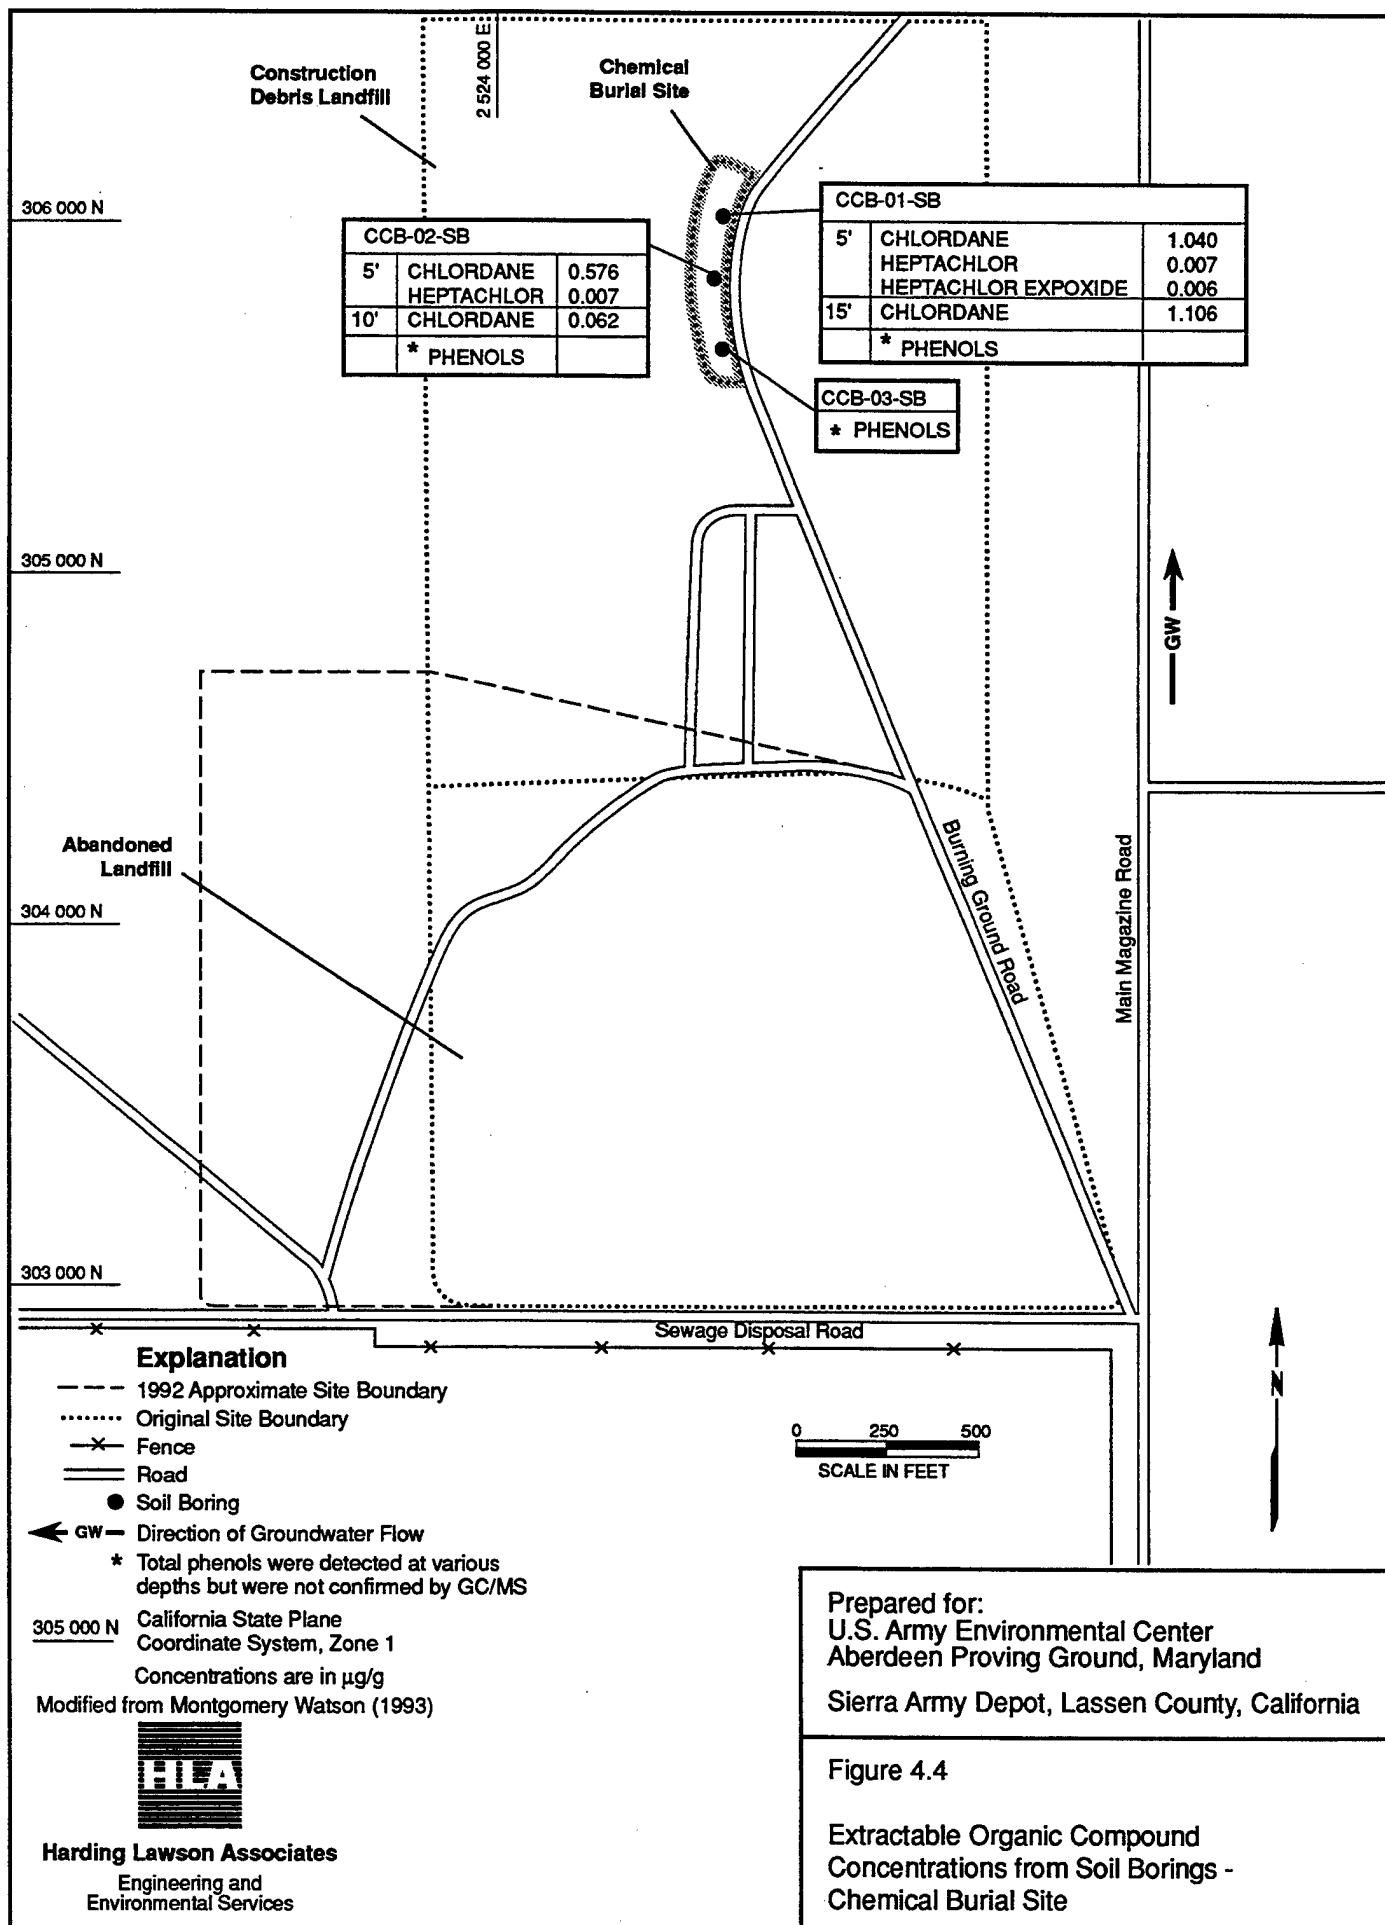 2 524 000 E
Construction
Debris Landfill
Chemical
Burial Site
306 000 N
CCB-02-SB
5' CHLORDANE 0.576
HEPTACHLOR 0.007
10' CHLORDANE 0.062
* PHENOLS
CCB-01-SB
5' CHLORDANE 1.040
HEPTACHLOR 0.007
HEPTACHLOR EXPOXIDE 0.006
15' CHLORDANE 1.106
* PHENOLS
CCB-03-SB
* PHENOLS
305 000 N
GW
Abandoned
Landfill
304 000 N
Burning Ground Road
Main Magazine Road
303 000 N
Sewage Disposal Road
Explanation
1992 Approximate Site Boundary
Original Site Boundary
Fence
Road
Soil Boring
GW Direction of Groundwater Flow
* Total phenols were detected at various
depths but were not confirmed by GC/MS
305 000 N California State Plane
Coordinate System, Zone 1
Concentrations are in µg/g
Modified from Montgomery Watson (1993)
HLA
Harding Lawson Associates
Engineering and
Environmental Services
0 250 500
SCALE IN FEET
N
Prepared for:
U.S. Army Environmental Center
Aberdeen Proving Ground, Maryland
Sierra Army Depot, Lassen County, California
Figure 4.4
Extractable Organic Compound
Concentrations from Soil Borings -
Chemical Burial Site